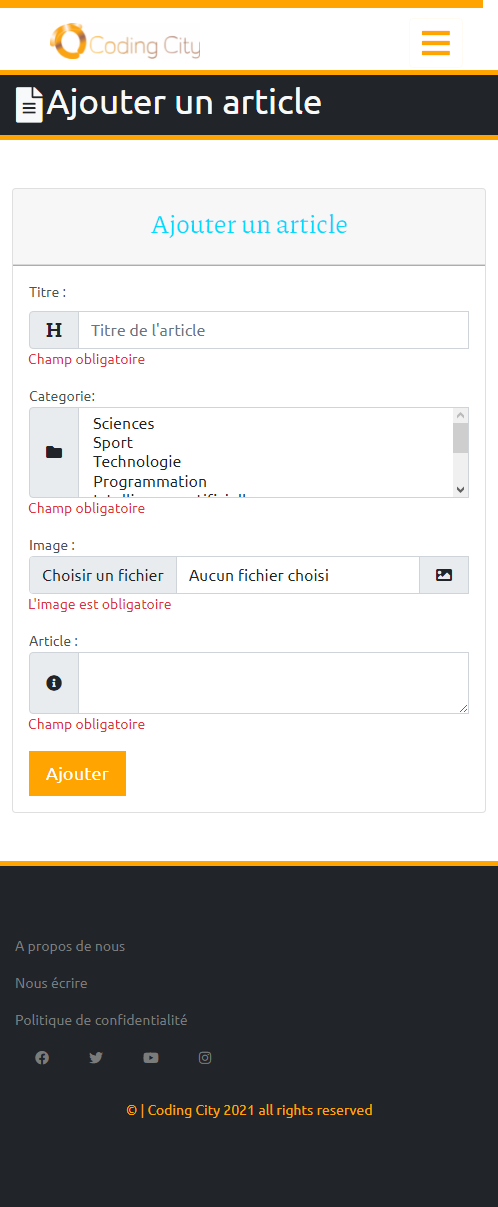 Coding City
Ajouter un article
Ajouter un article
Titre :
H
Titre de l'article
Champ obligatoire
Categorie:
Sciences
Sport
Technologie
Programmation
Champ obligatoire
Image :
Choisir un fichier Aucun fichier choisi
L'image est obligatoire
Article :
Champ obligatoire
Ajouter
A propos de nous
Nous écrire
Politique de confidentialité
© | Coding City 2021 all rights reserved